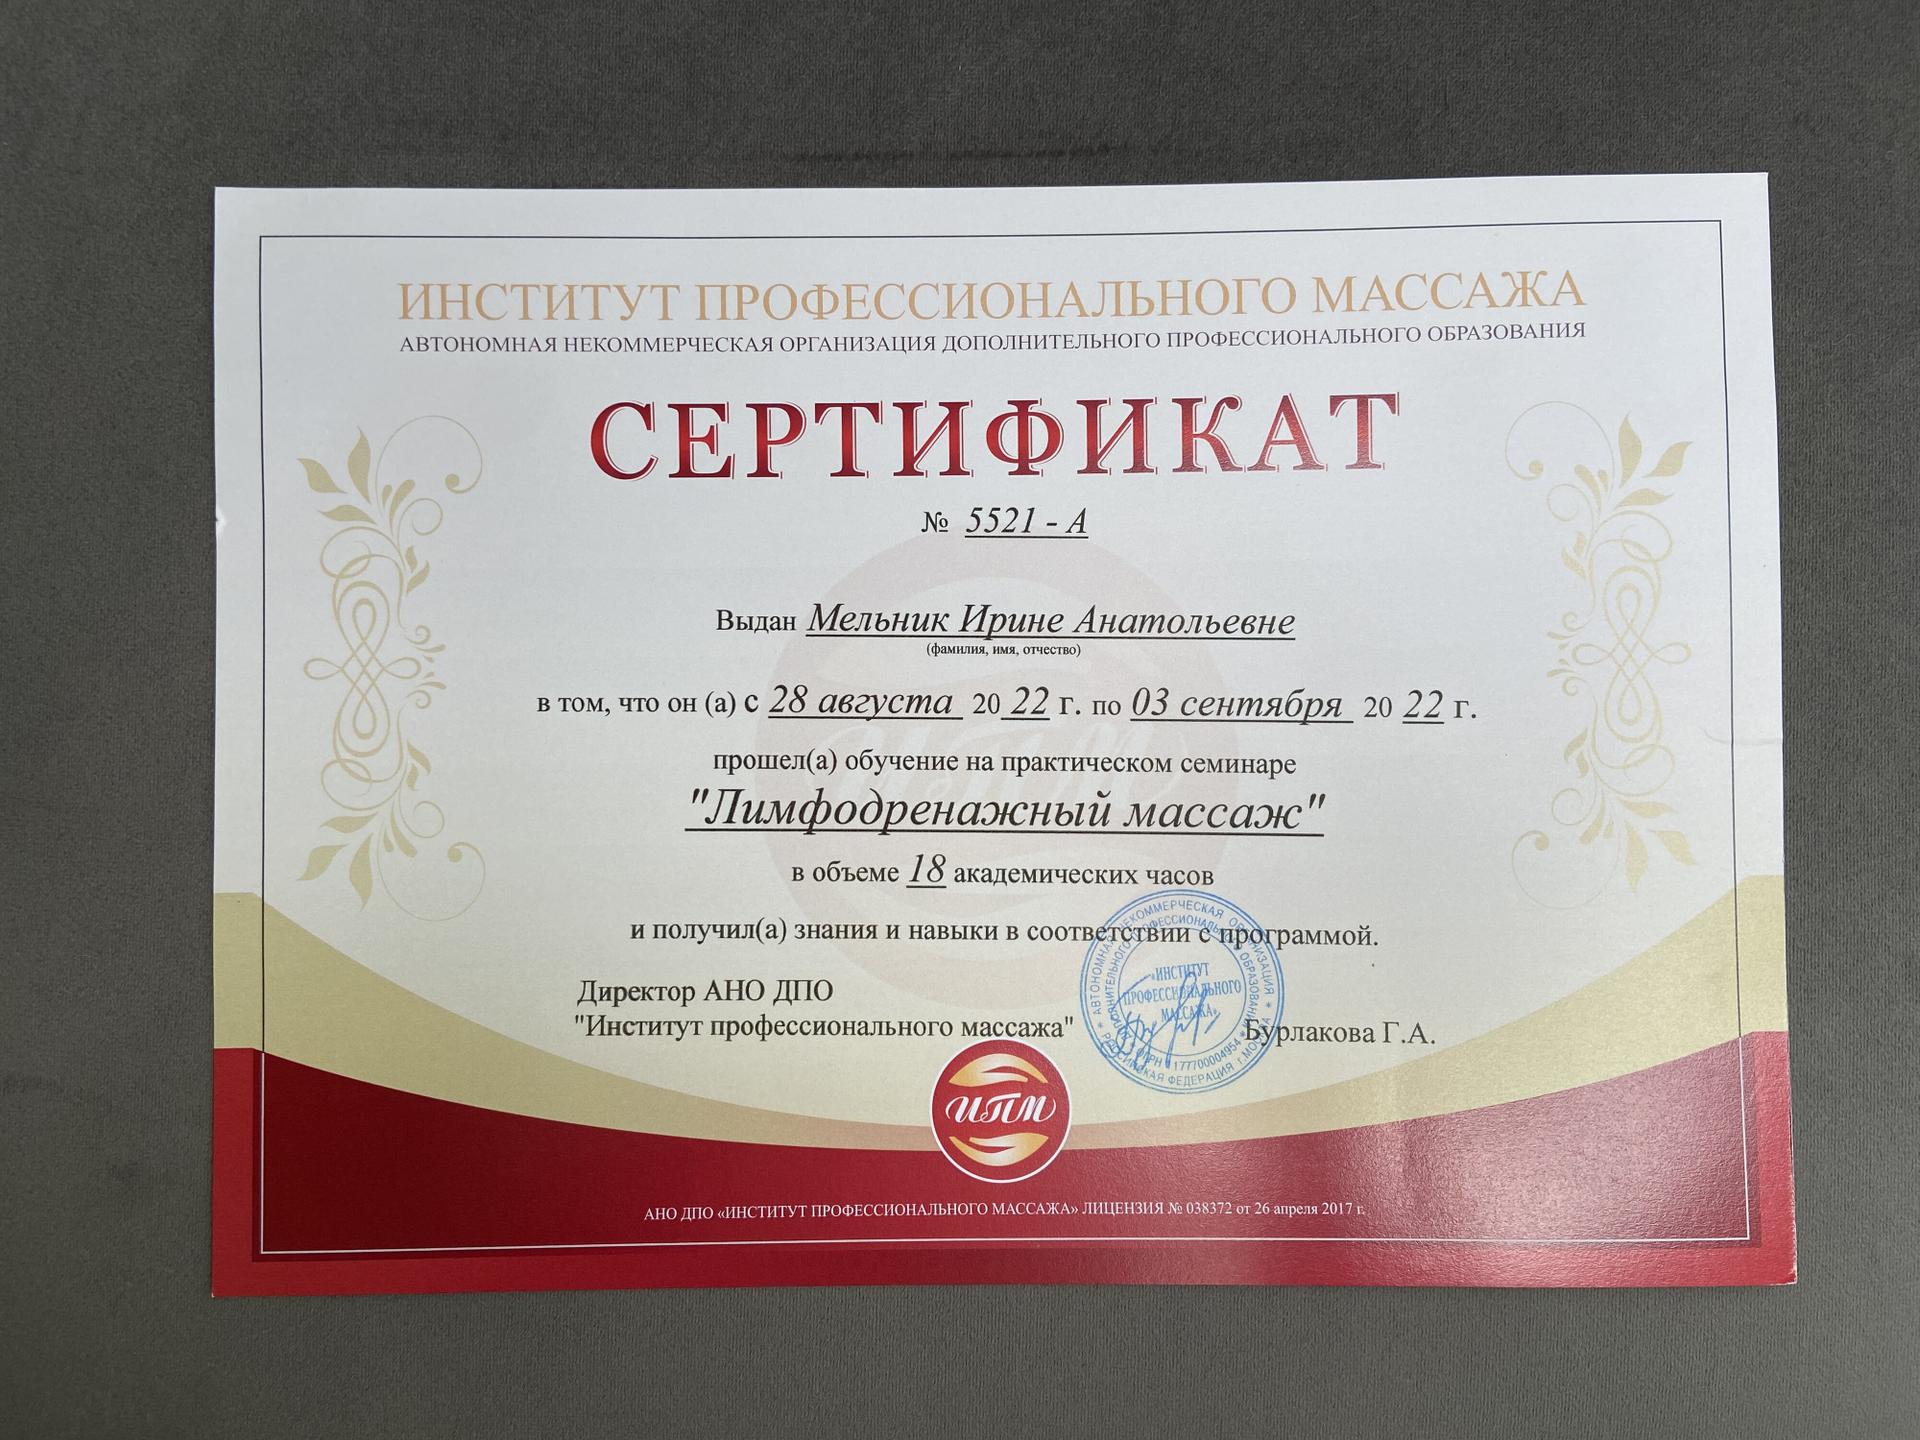 ИНСТИТУТ ПРОФЕССИОНАЛЬНОГО МАССАЖА
АВТОНОМНАЯ НЕКОММЕРЧЕСКАЯ ОРГАНИЗАЦИЯ ДОПОЛНИТЕЛЬНОГО ПРОФЕССИОНАЛЬНОГО ОБРАЗОВАНИЯ
СЕРТИФИКАТ
№ 5521 - А
Выдан Мельник Ирине Анатольевне
(фамилия, имя, отчество)
в том, что он (а) с 28 августа 20 22 г. по 03 сентября 20 22 г.
прошел(а) обучение на практическом семинаре
"Лимфодренажный массаж"
в объеме 18 академических часов
и получил(а) знания и навыки в соответствии с программой.
Директор АНО ДПО
"Институт профессионального массажа" Бурлакова Г.А.
«ИНСТИТУТ
ПРОФЕССИОНАЛЬНОГО
МАССАЖА»
ИПМ
АНО ДПО «ИНСТИТУТ ПРОФЕССИОНАЛЬНОГО МАССАЖА» ЛИЦЕНЗИЯ № 038372 от 26 апреля 2017 г.